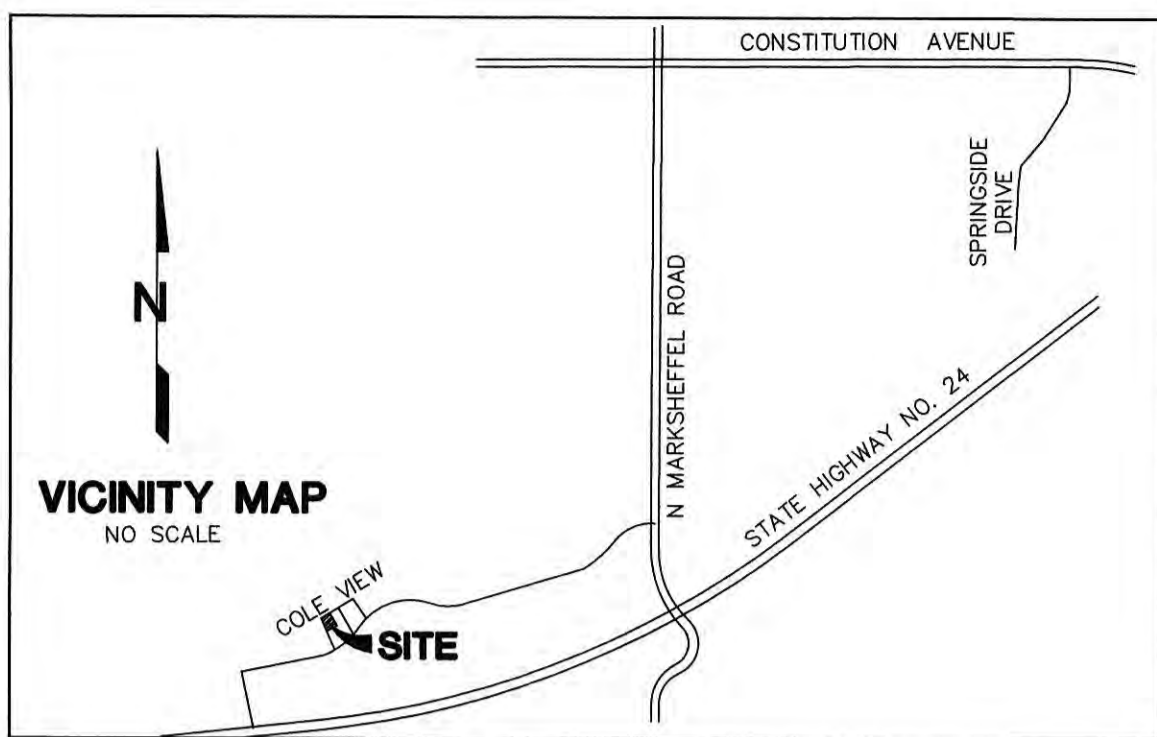 CONSTITUTION AVENUE
SPRINGSIDE
DRIVE
N MARKSHEFFEL ROAD
N
STATE HIGHWAY NO. 24
VICINITY MAP
NO SCALE
COLE VIEW
SITE